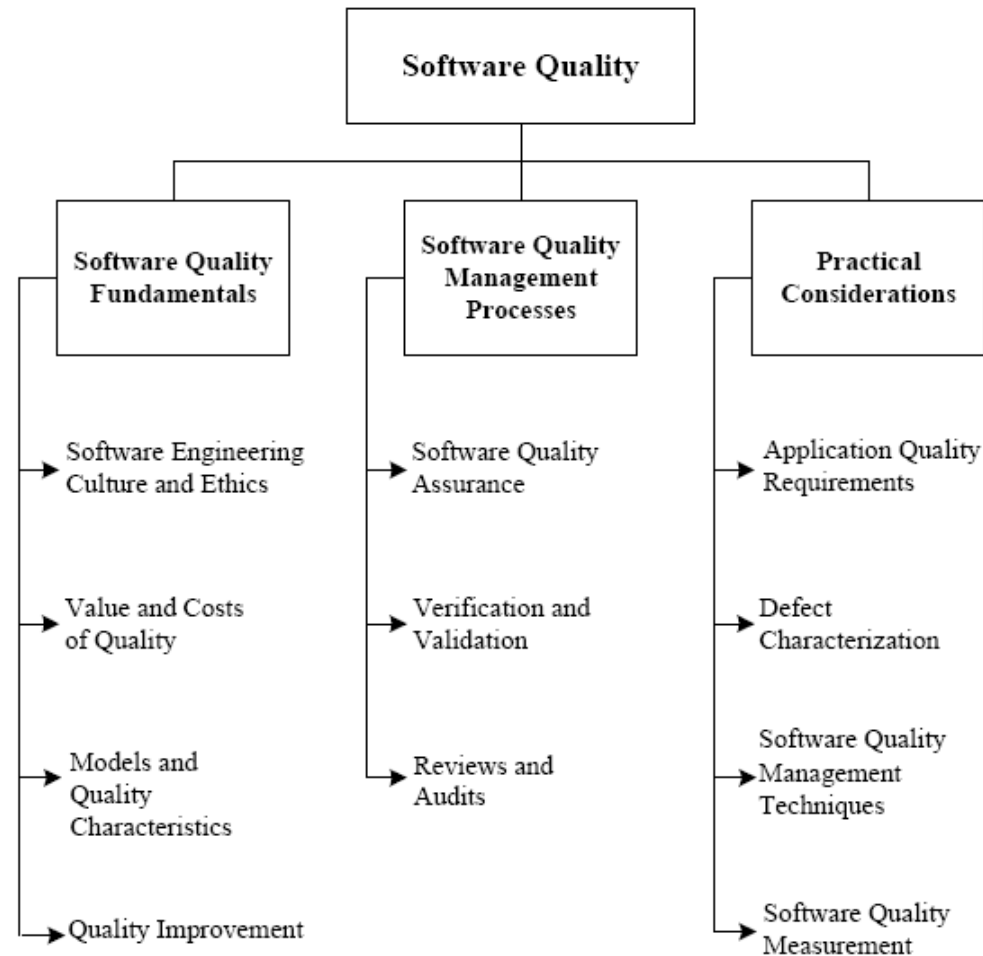 Software Quality
Software Quality
Fundamentals
Software Engineering
Culture and Ethics
Value and Costs
of Quality
Models and
Quality
Characteristics
Quality Improvement
Software Quality
Management
Processes
Software Quality
Assurance
Verification and
Validation
Reviews and
Audits
Practical
Considerations
Application Quality
Requirements
Defect
Characterization
Software Quality
Management
Techniques
Software Quality
Measurement